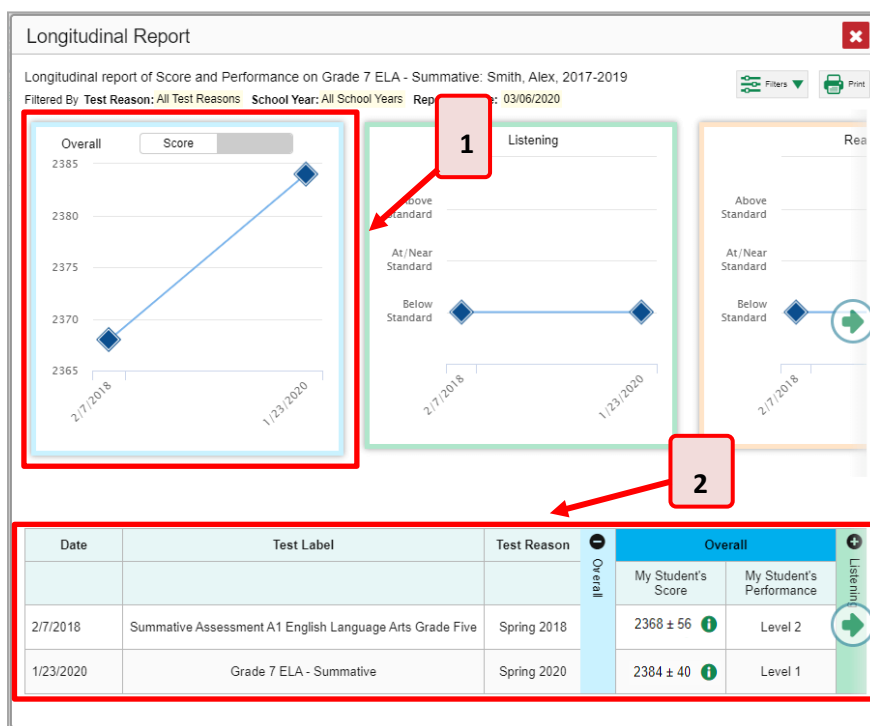 Longitudinal Report
Longitudinal report of Score and Performance on Grade 7 ELA - Summative: Smith, Alex, 2017-2019
Filters
Print
Filtered By Test Reason: All Test Reasons School Year: All School Years 03/06/2020
1
Overall
Score
2385
2380
2375
2370
2365
2/7/2018
1/23/2020
Listening
Above
Standard
At/Near
Standard
Below
Standard
2/7/2018
1/23/2020
Above
Standard
At/Near
Standard
Below
Standard
2/7/2018
2
Date Test Label Test Reason Overall Overall Listening
My Student's Score My Student's Performance
2/7/2018 Summative Assessment A1 English Language Arts Grade Five Spring 2018 2368 ± 56 Level 2
1/23/2020 Grade 7 ELA - Summative Spring 2020 2384 ± 40 Level 1